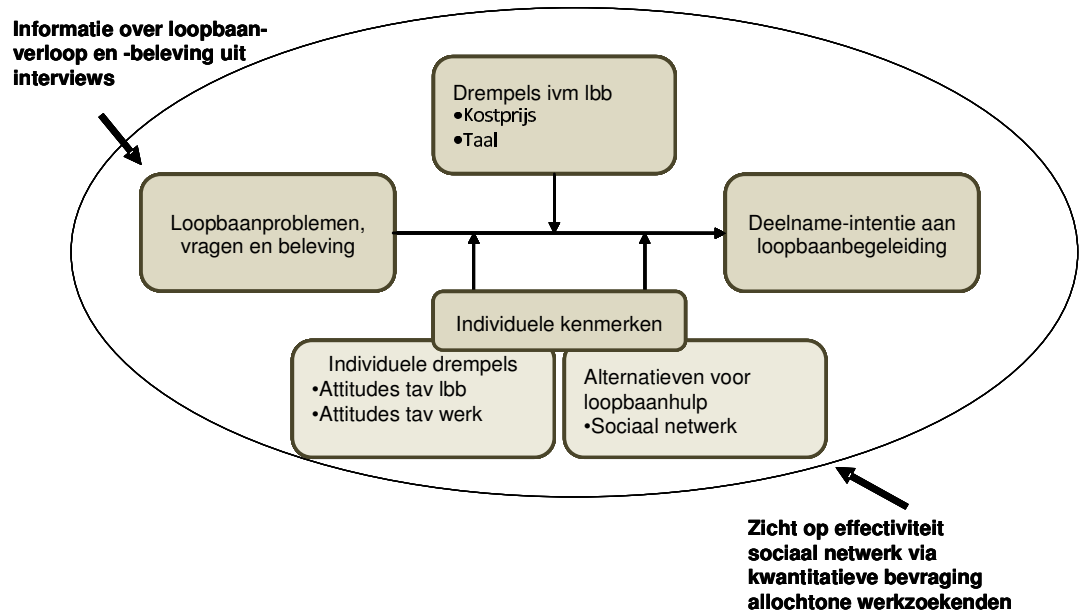 Informatie over loopbaan-
verloop en -beleving uit
interviews
Drempels ivm lbb
•Kostprijs
•Taal
Loopbaanproblemen,
vragen en beleving
Deelname-intentie aan
loopbaanbegeleiding
Individuele kenmerken
Individuele drempels
•Attitudes tav lbb
•Attitudes tav werk
Alternatieven voor
loopbaanhulp
•Sociaal netwerk
Zicht op effectiviteit
sociaal netwerk via
kwantitatieve bevraging
allochtone werkzoekenden